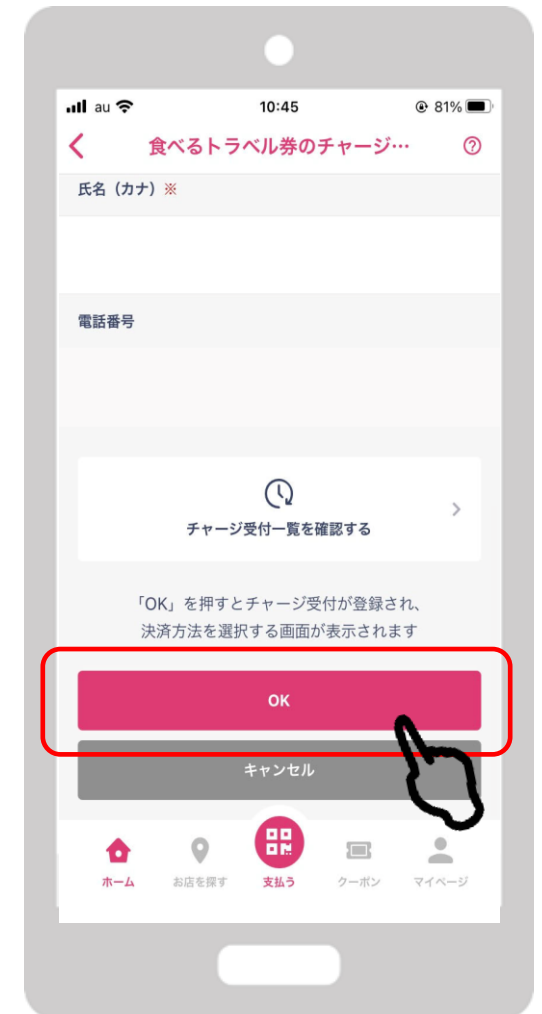 au 10:45 81%
食べるトラベル券のチャージ…
氏名（カナ）※
電話番号
チャージ受付一覧を確認する
「OK」を押すとチャージ受付が登録され、
決済方法を選択する画面が表示されます
OK
キャンセル
ホーム お店を探す 支払う クーポン マイページ